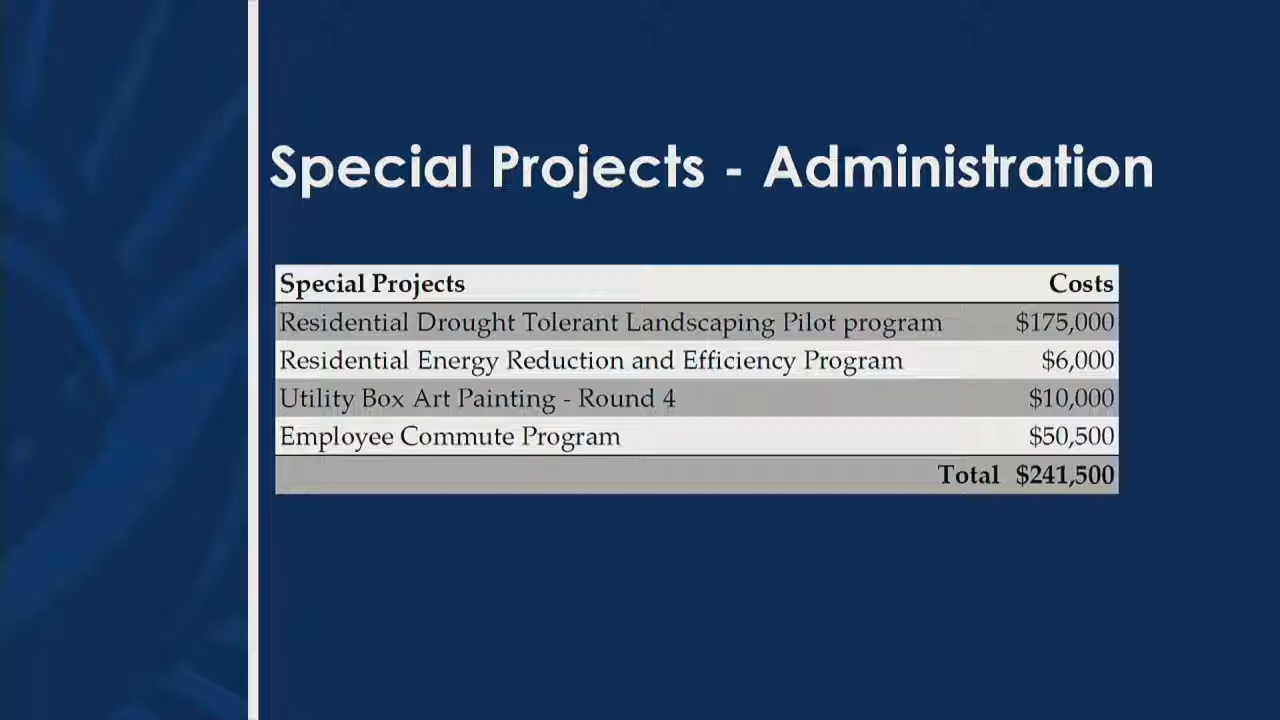 Special Projects - Administration
Special Projects Costs
Residential Drought Tolerant Landscaping Pilot program $175,000
Residential Energy Reduction and Efficiency Program $6,000
Utility Box Art Painting - Round 4 $10,000
Employee Commute Program $50,500
Total $241,500